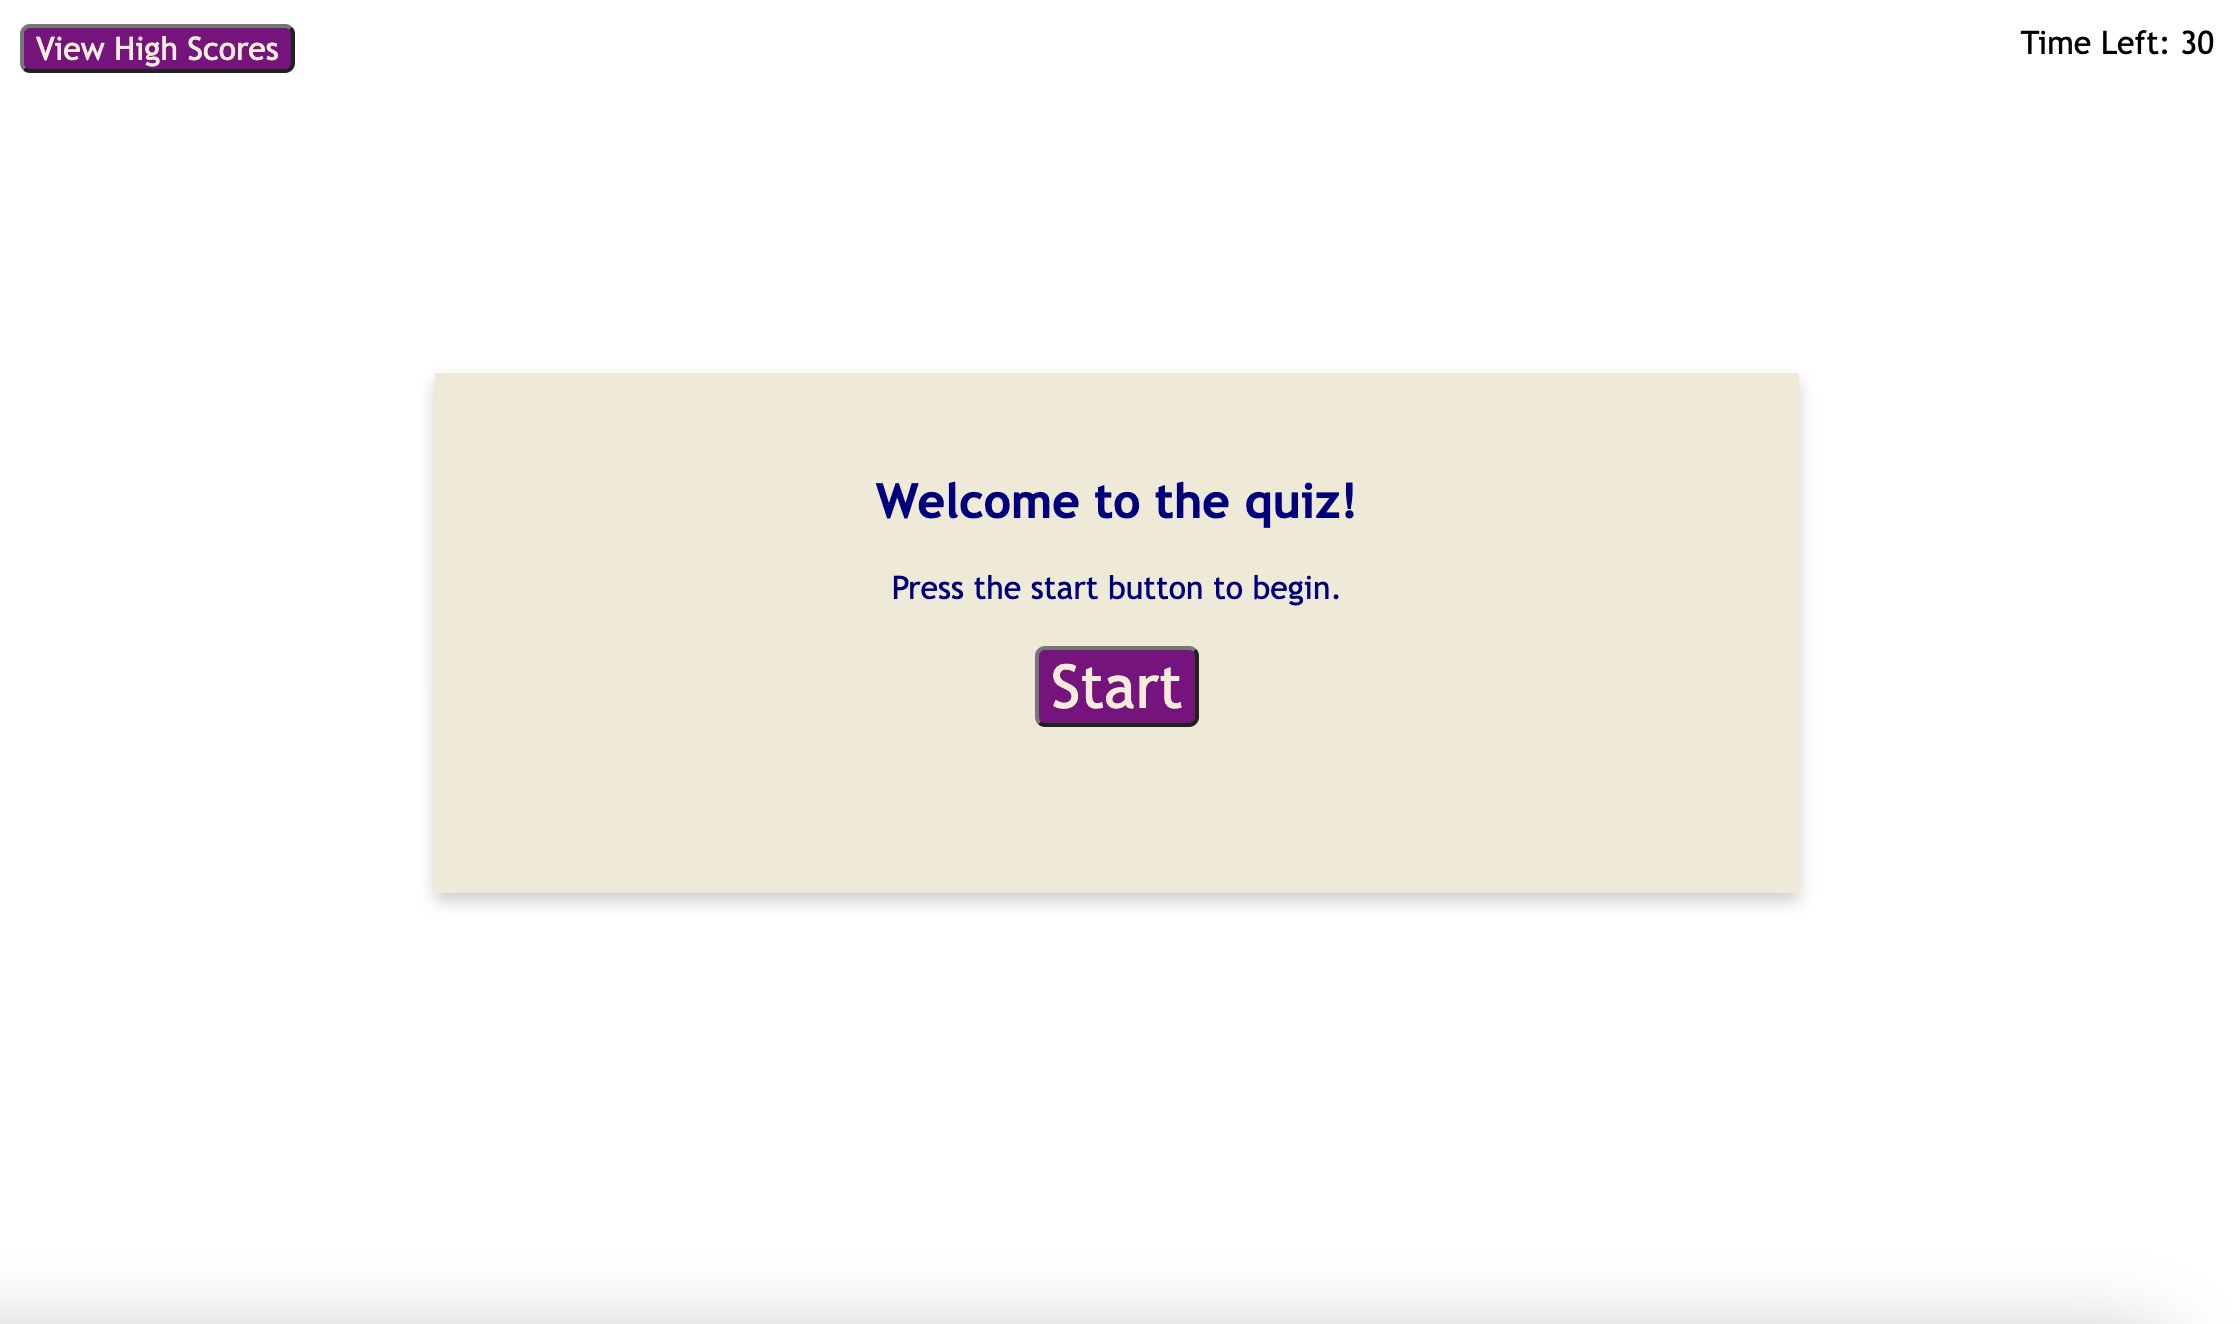 View High Scores
Time Left: 30
Welcome to the quiz!
Press the start button to begin.
Start